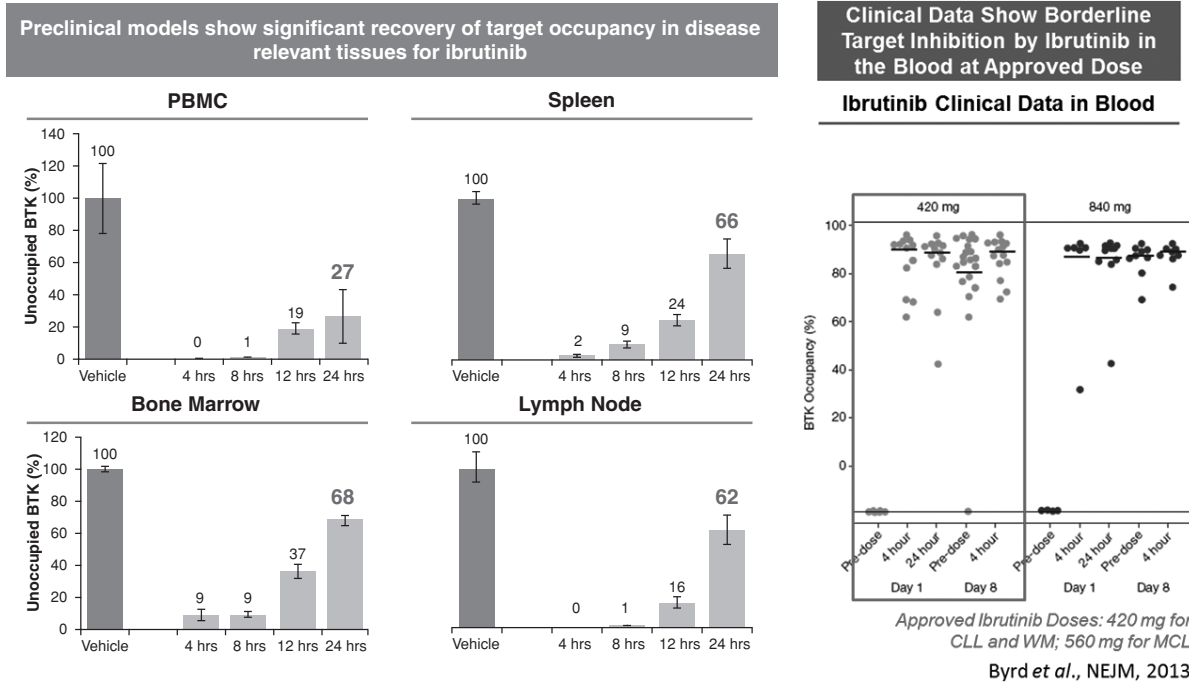 Preclinical models show significant recovery of target occupancy in disease
relevant tissues for ibrutinib
PBMC
Unoccupied BTK (%)
140
120
100
80
60
40
20
0
100
0
1
19
27
Vehicle
4 hrs
8 hrs
12 hrs
24 hrs
Spleen
100
2
9
24
66
Vehicle
4 hrs
8 hrs
12 hrs
24 hrs
Bone Marrow
Unoccupied BTK (%)
120
100
80
60
40
20
0
100
9
9
37
68
Vehicle
4 hrs
8 hrs
12 hrs
24 hrs
Lymph Node
100
0
1
16
62
Vehicle
4 hrs
8 hrs
12 hrs
24 hrs
Clinical Data Show Borderline
Target Inhibition by Ibrutinib in
the Blood at Approved Dose
Ibrutinib Clinical Data in Blood
420 mg
840 mg
BTK Occupancy (%)
100
80
60
40
20
0
Pre-dose
4 hour
24 hour
Pre-dose
4 hour
Pre-dose
4 hour
24 hour
Pre-dose
4 hour
Day 1
Day 8
Day 1
Day 8
Approved Ibrutinib Doses: 420 mg for
CLL and WM; 560 mg for MCL
Byrd et al., NEJM, 2013